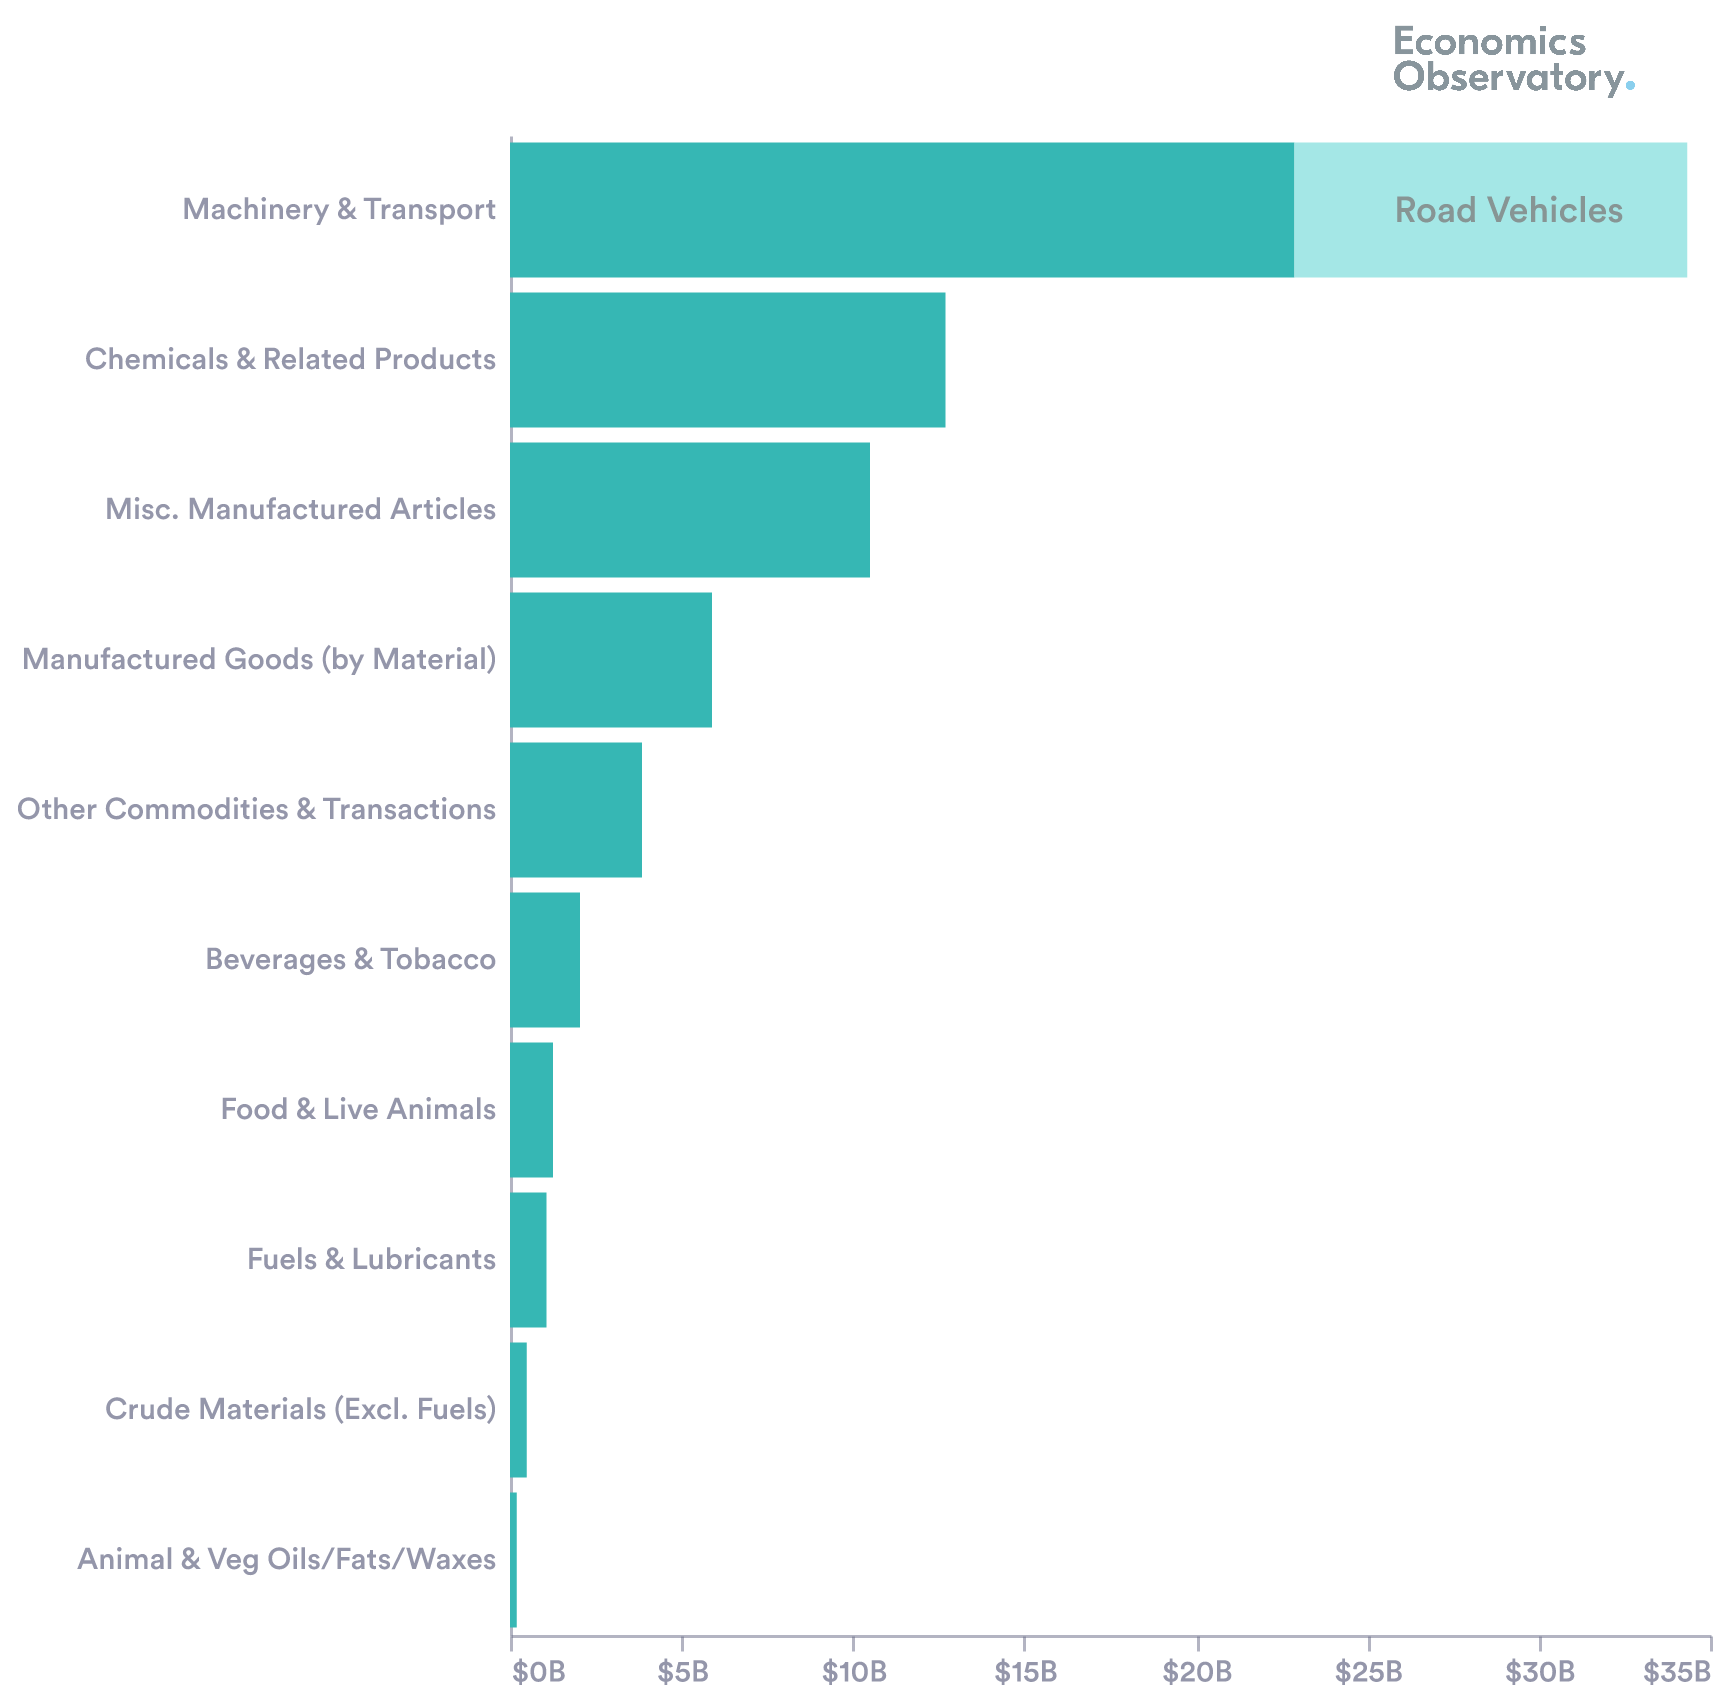 Economics
Observatory.
Machinery & Transport
Road Vehicles
Chemicals & Related Products
Misc. Manufactured Articles
Manufactured Goods (by Material)
Other Commodities & Transactions
Beverages & Tobacco
Food & Live Animals
Fuels & Lubricants
Crude Materials (Excl. Fuels)
Animal & Veg Oils/Fats/Waxes
$0B $5B $10B $15B $20B $25B $30B $35B